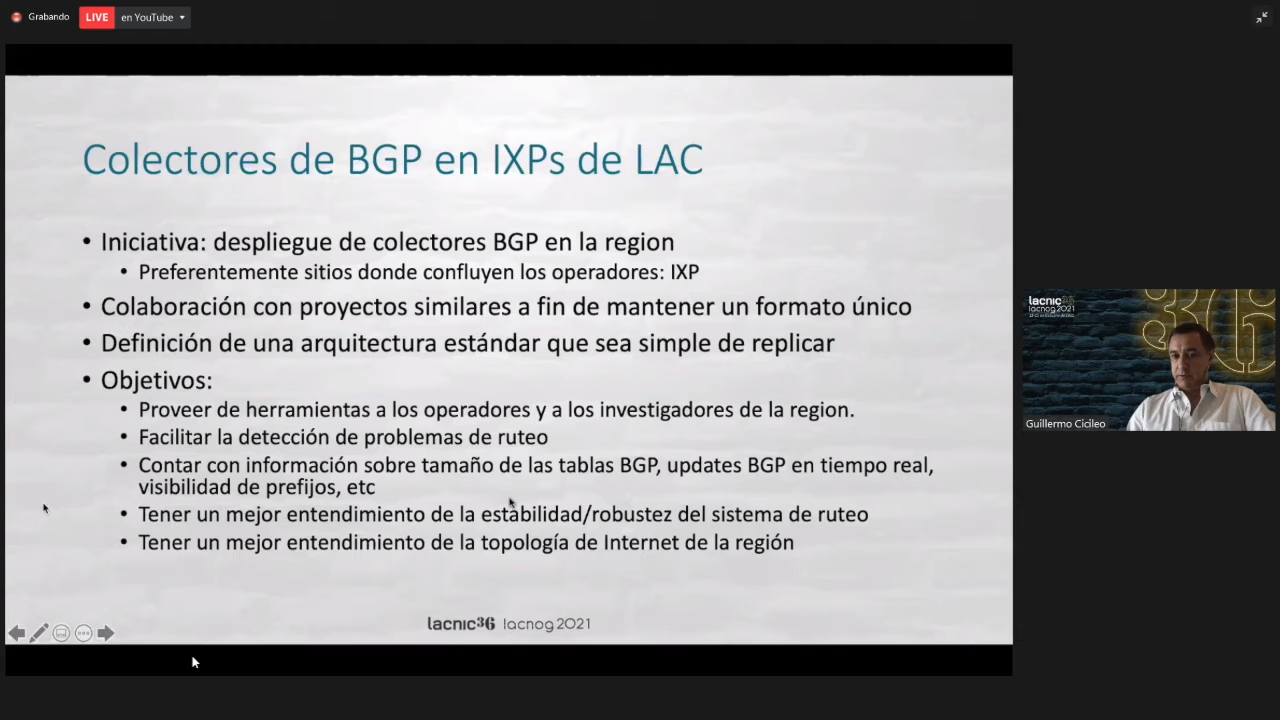 Grabando
LIVE en YouTube
Colectores de BGP en IXPs de LAC
• Iniciativa: despliegue de colectores BGP en la region
• Preferentemente sitios donde confluyen los operadores: IXP
• Colaboración con proyectos similares a fin de mantener un formato único
• Definición de una arquitectura estándar que sea simple de replicar
• Objetivos:
• Proveer de herramientas a los operadores y a los investigadores de la region.
• Facilitar la detección de problemas de ruteo
• Contar con información sobre tamaño de las tablas BGP, updates BGP en tiempo real,
visibilidad de prefijos, etc
• Tener un mejor entendimiento de la estabilidad/robustez del sistema de ruteo
• Tener un mejor entendimiento de la topología de Internet de la región
lacnic36 lacnog2021
lacnic36
lacnog2021
36
Guillermo Cicileo